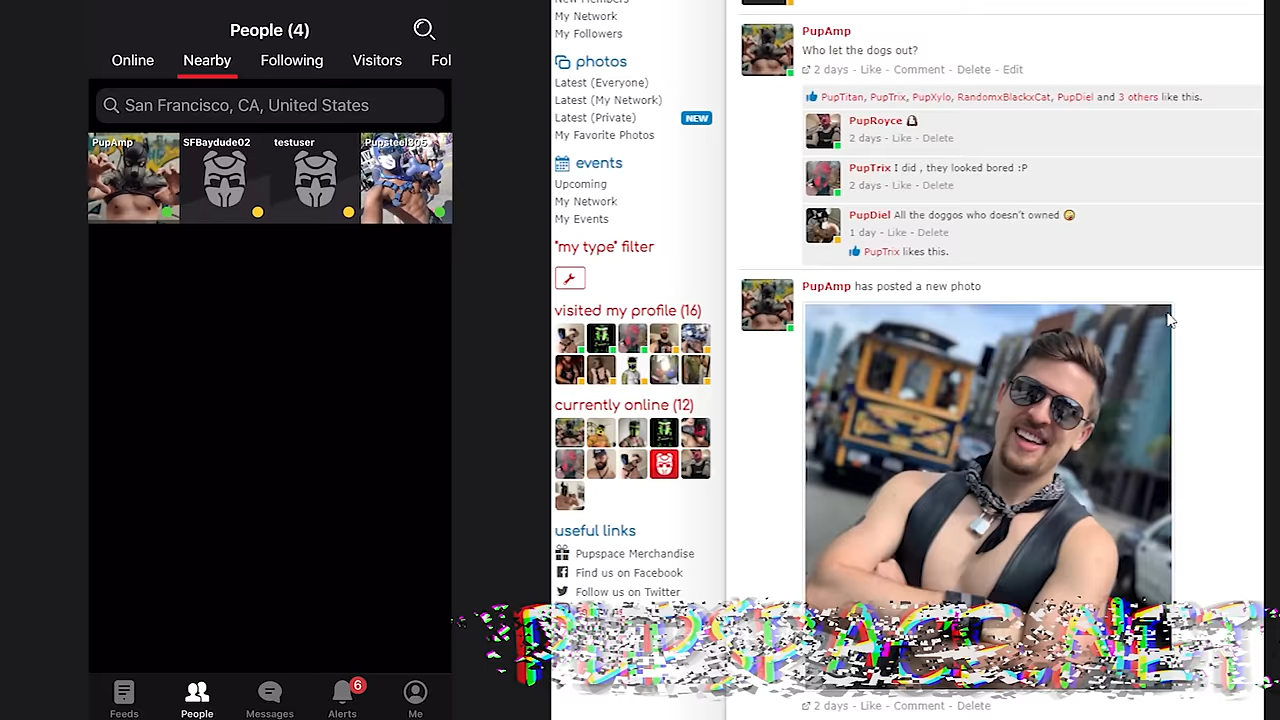 People (4)
Online Nearby Following Visitors Fol
San Francisco, CA, United States
PupAmp SFBaydude02 testuser Pupsteel305
Feeds People Messages Alerts Me
6
My Network
My Followers
photos
Latest (Everyone)
Latest (My Network)
Latest (Private) NEW
My Favorite Photos
events
Upcoming
My Network
My Events
"my type" filter
visited my profile (16)
currently online (12)
useful links
Pupspace Merchandise
Find us on Facebook
Follow us on Twitter
PupAmp
Who let the dogs out?
2 days - Like - Comment - Delete - Edit
PupTitan, PupTrix, PupXylo, RandomxBlackxCat, PupDiel and 3 others like this.
PupRoyce
2 days - Like - Delete
PupTrix I did , they looked bored :P
2 days - Like - Delete
PupDiel All the doggos who doesn't owned
1 day - Like - Delete
PupTrix likes this.
PupAmp has posted a new photo
PUPSPACE.NET
2 days - Like - Comment - Delete